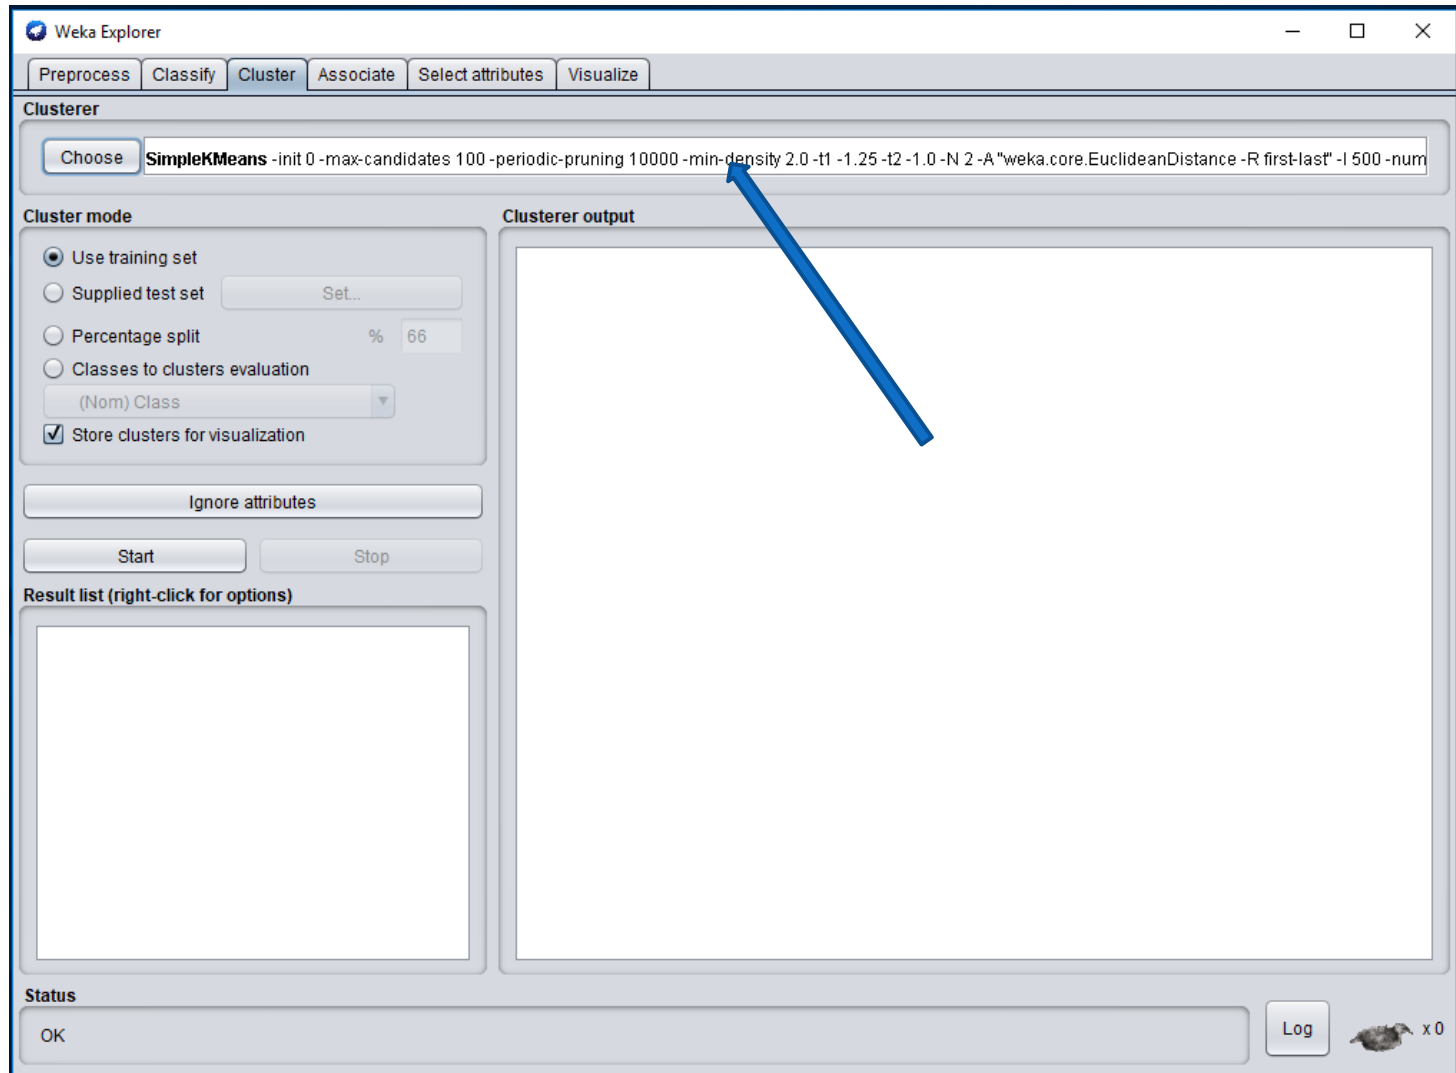 Weka Explorer
Preprocess Classify Cluster Associate Select attributes Visualize
Clusterer
Choose SimpleKMeans -init 0 -max-candidates 100 -periodic-pruning 10000 -min-density 2.0 -t1 -1.25 -t2 -1.0 -N 2 -A "weka.core.EuclideanDistance -R first-last" -I 500 -num
Cluster mode
Use training set
Supplied test set Set...
Percentage split % 66
Classes to clusters evaluation
(Nom) Class
Store clusters for visualization
Ignore attributes
Start Stop
Result list (right-click for options)
Clusterer output
Status
OK
Log x 0